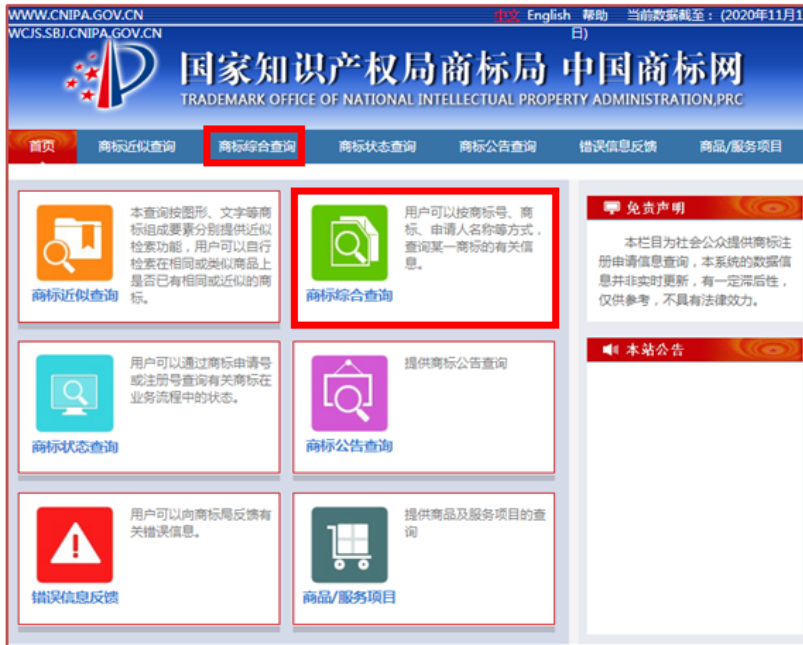 WWW.CNIPA.GOV.CN
中文 English 帮助 当前数据截至：(2020年11月1
日)
WCJS.SBJ.CNIPA.GOV.CN
国家知识产权局商标局 中国商标网
TRADEMARK OFFICE OF NATIONAL INTELLECTUAL PROPERTY ADMINISTRATION,PRC
首页 商标近似查询 商标综合查询 商标状态查询 商标公告查询 错误信息反馈 商品/服务项目
本查询按图形、文字等商
标组成要素分别提供近似
检索功能，用户可以自行
检索在相同或类似商品上
是否已有相同或近似的商
标。
商标近似查询
用户可以按商标号、商
标、申请人名称等方式，
查询某一商标的有关信
息。
商标综合查询
免责声明
本栏目为社会公众提供商标注
册申请信息查询，本系统的数据信
息并非实时更新，有一定滞后性，
仅供参考，不具有法律效力。
用户可以通过商标申请号
或注册号查询有关商标在
业务流程中的状态。
商标状态查询
提供商标公告查询
商标公告查询
本站公告
用户可以向商标局反馈有
关错误信息。
错误信息反馈
提供商品及服务项目的查
询
商品/服务项目